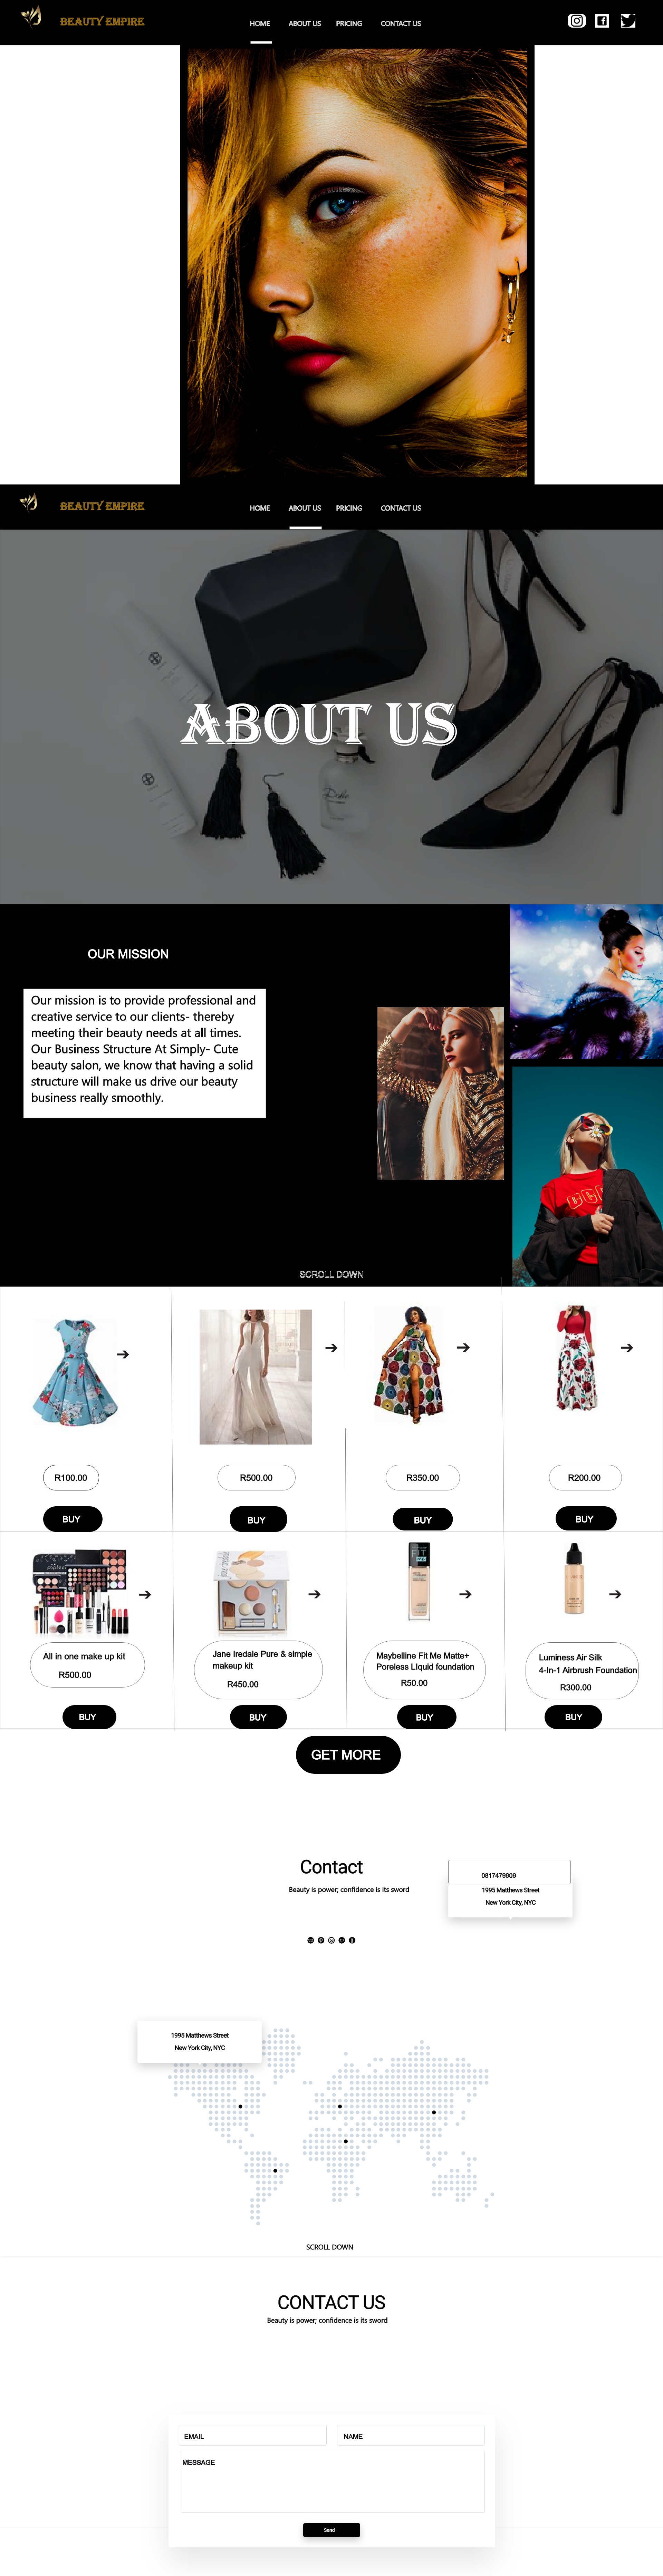 BEAUTY EMPIRE
HOME ABOUT US PRICING CONTACT US
BEAUTY EMPIRE
HOME ABOUT US PRICING CONTACT US
ABOUT US
OUR MISSION
Our mission is to provide professional and
creative service to our clients- thereby
meeting their beauty needs at all times.
Our Business Structure At Simply- Cute
beauty salon, we know that having a solid
structure will make us drive our beauty
business really smoothly.
SCROLL DOWN
R100.00
R500.00
R350.00
R200.00
BUY
BUY
BUY
BUY
All in one make up kit
R500.00
Jane Iredale Pure & simple
makeup kit
R450.00
Maybelline Fit Me Matte+
Poreless LIquid foundation
R50.00
Luminess Air Silk
4-In-1 Airbrush Foundation
R300.00
BUY
BUY
BUY
BUY
GET MORE
Contact
Beauty is power; confidence is its sword
0817479909
1995 Matthews Street
New York City, NYC
1995 Matthews Street
New York City, NYC
SCROLL DOWN
CONTACT US
Beauty is power; confidence is its sword
EMAIL
NAME
MESSAGE
Send